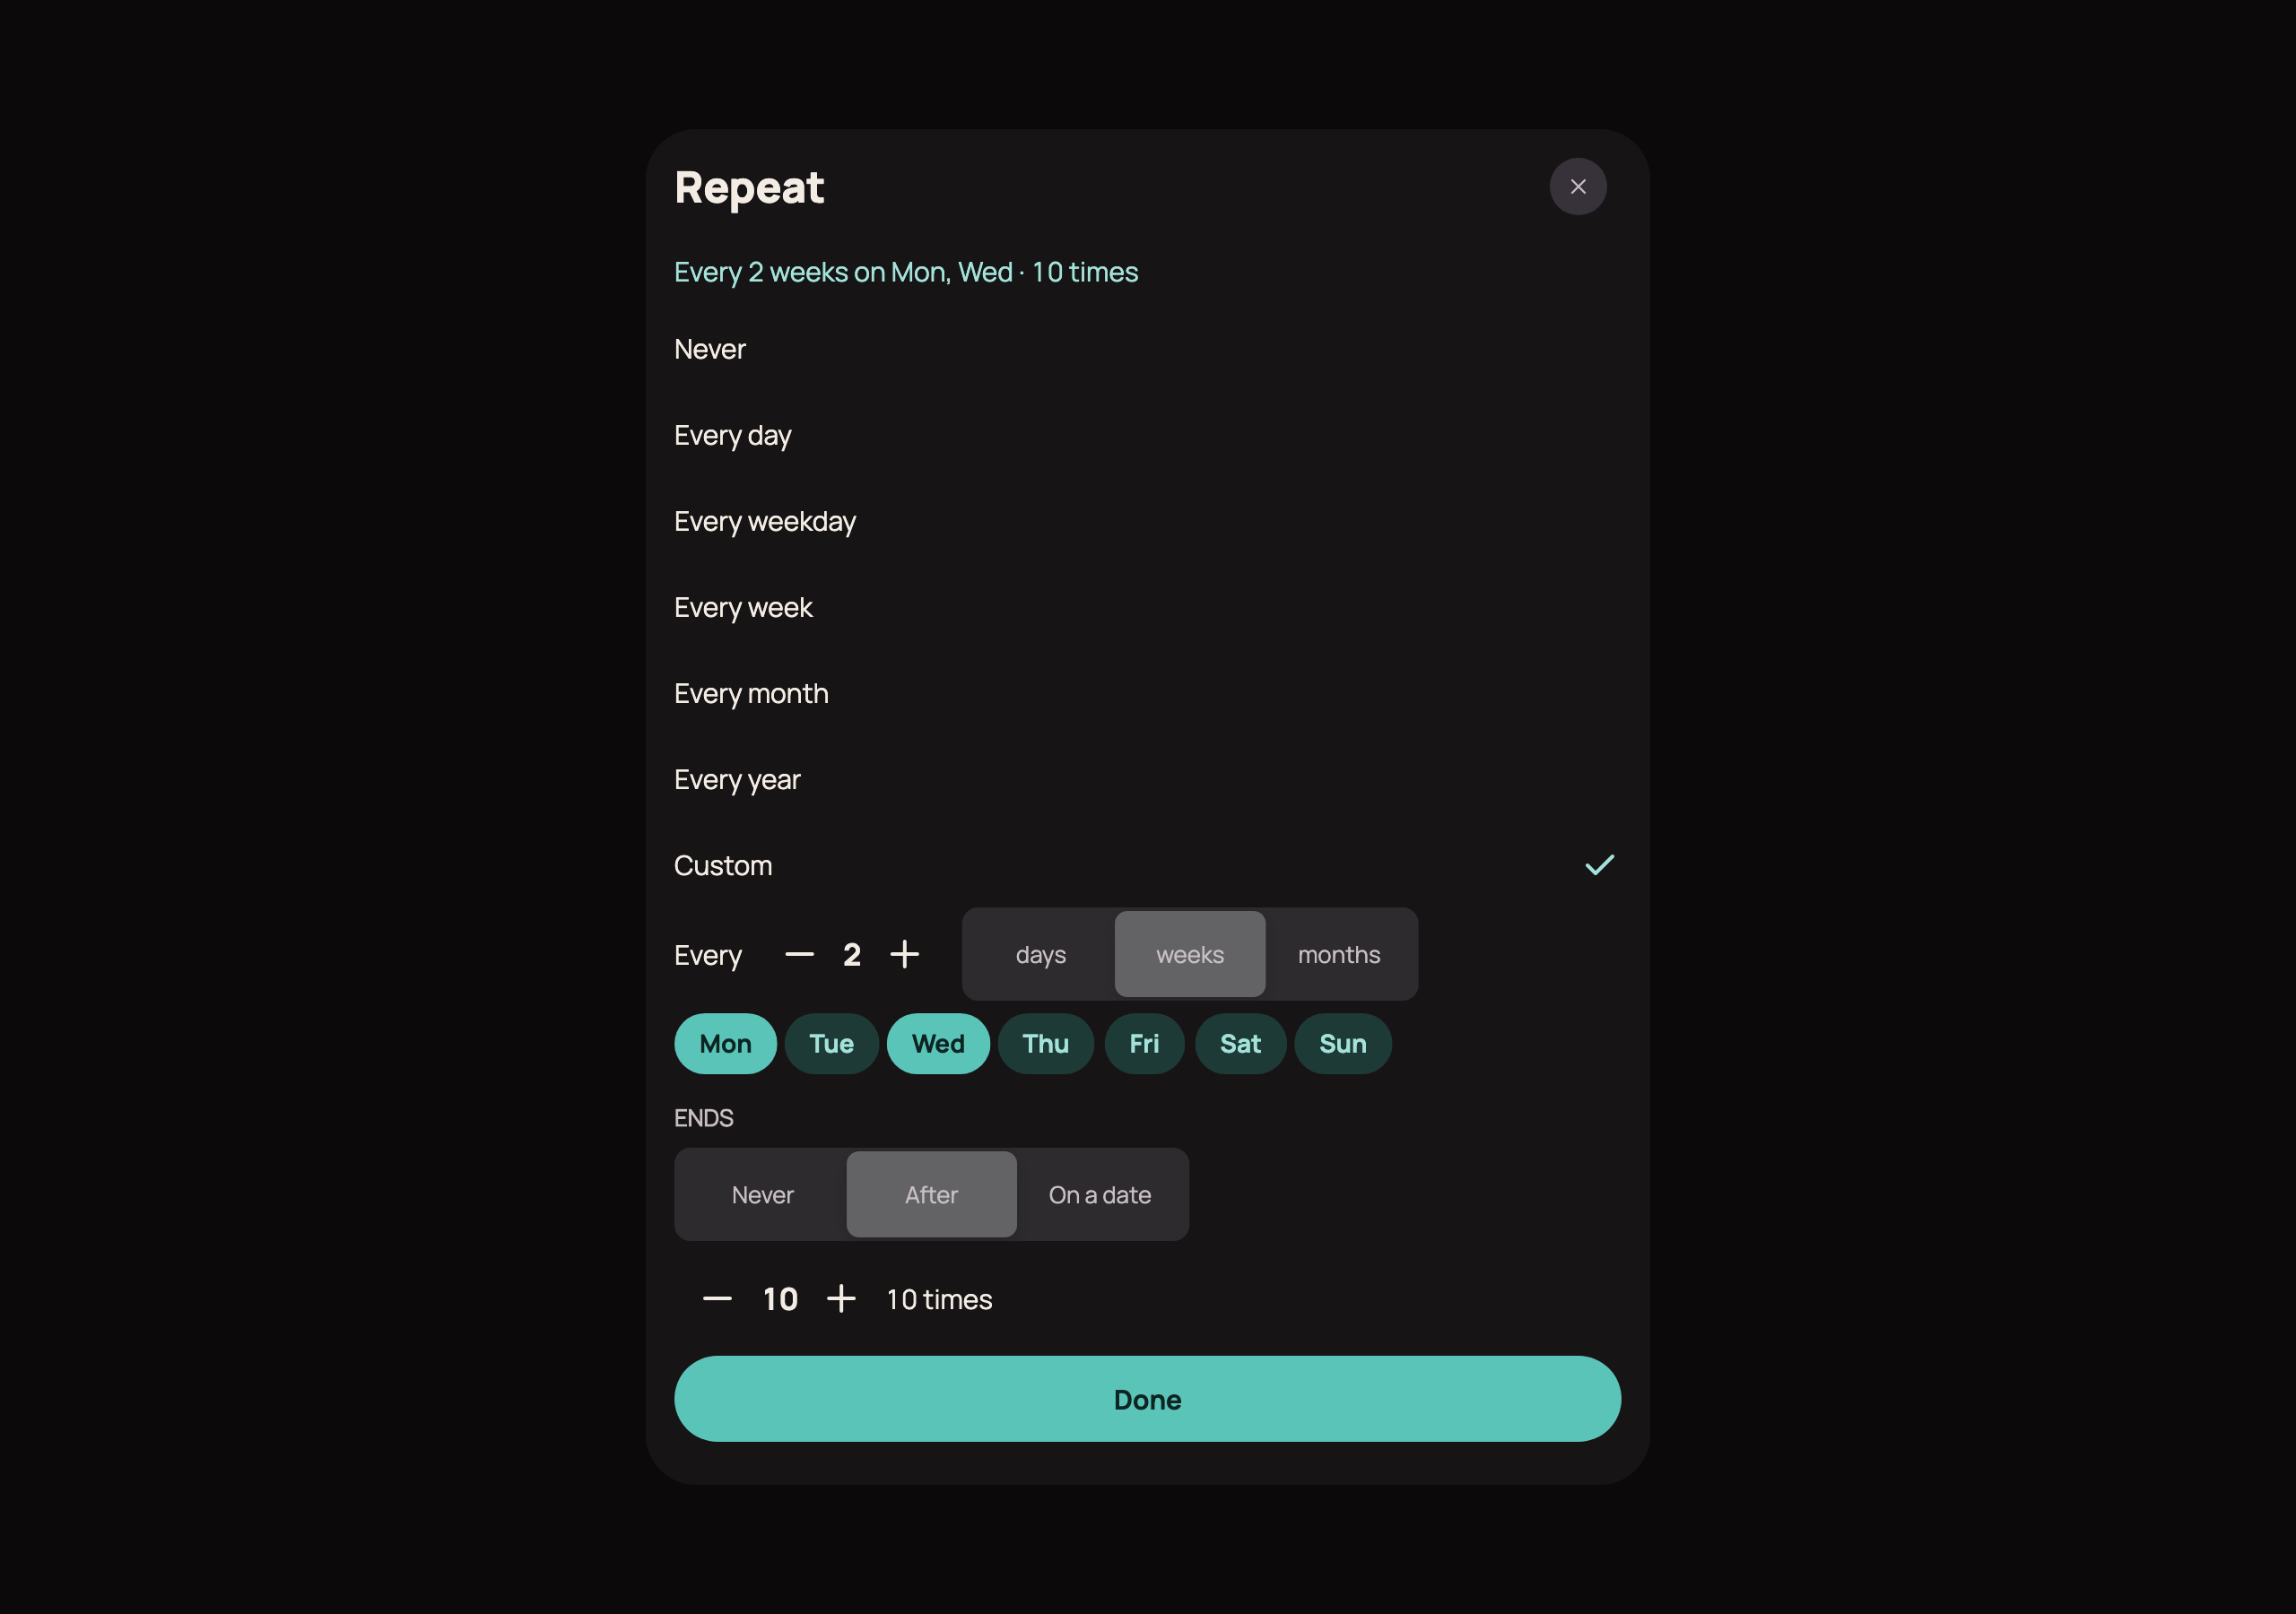 Repeat
Every 2 weeks on Mon, Wed · 10 times
Never
Every day
Every weekday
Every week
Every month
Every year
Custom
Every 2 days weeks months
Mon Tue Wed Thu Fri Sat Sun
ENDS
Never After On a date
10 10 times
Done